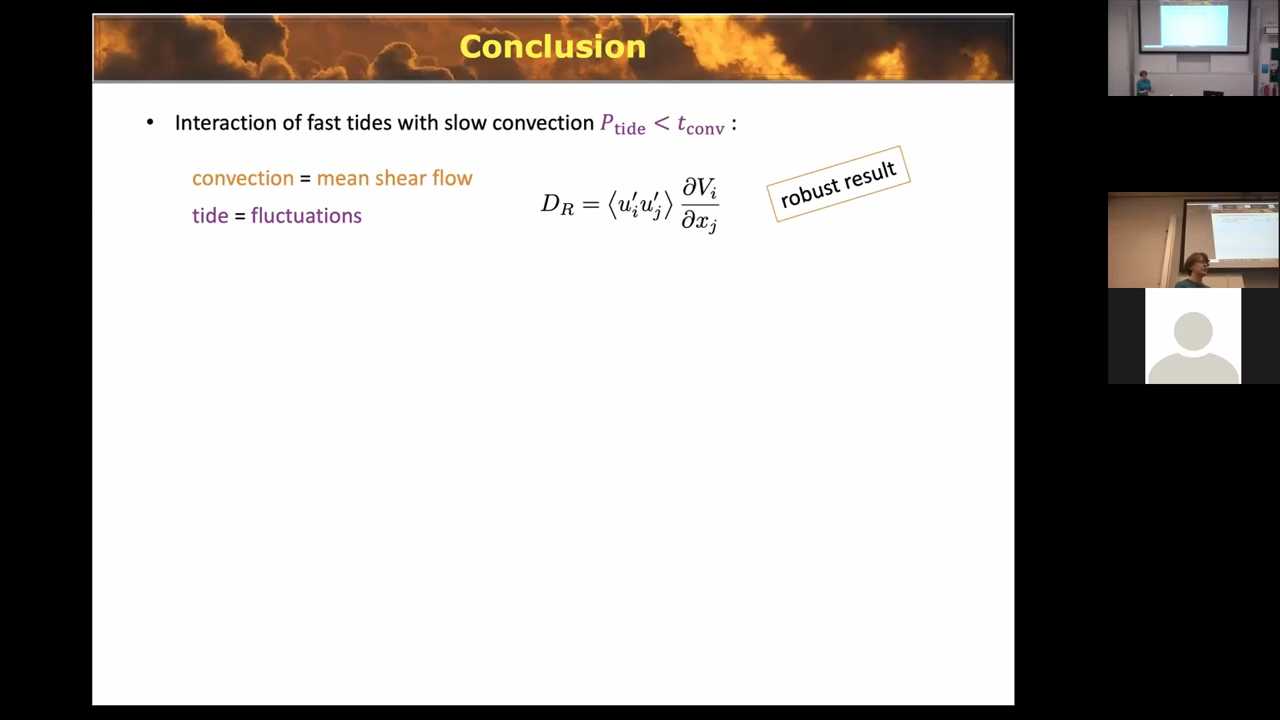 Conclusion
• Interaction of fast tides with slow convection P_tide < t_conv :
convection = mean shear flow
tide = fluctuations
D_R = ⟨u′_i u′_j⟩ ∂V_i/∂x_j
robust result